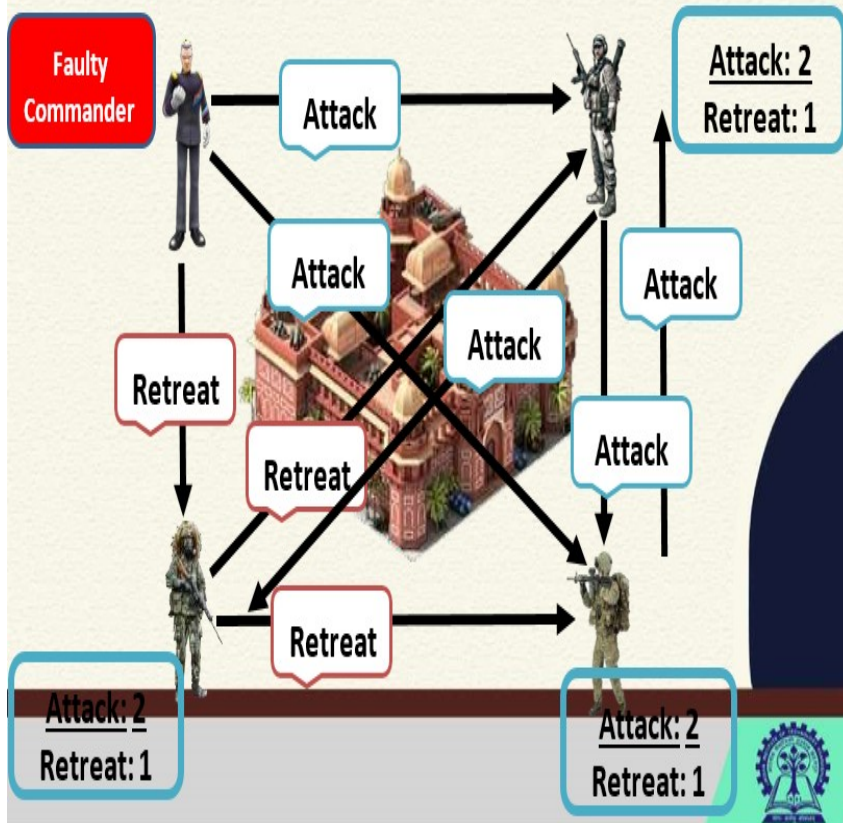 Faulty
Commander
Attack
Attack: 2
Retreat: 1
Attack
Attack
Attack
Retreat
Attack
Retreat
Retreat
Attack: 2
Retreat: 1
Attack: 2
Retreat: 1